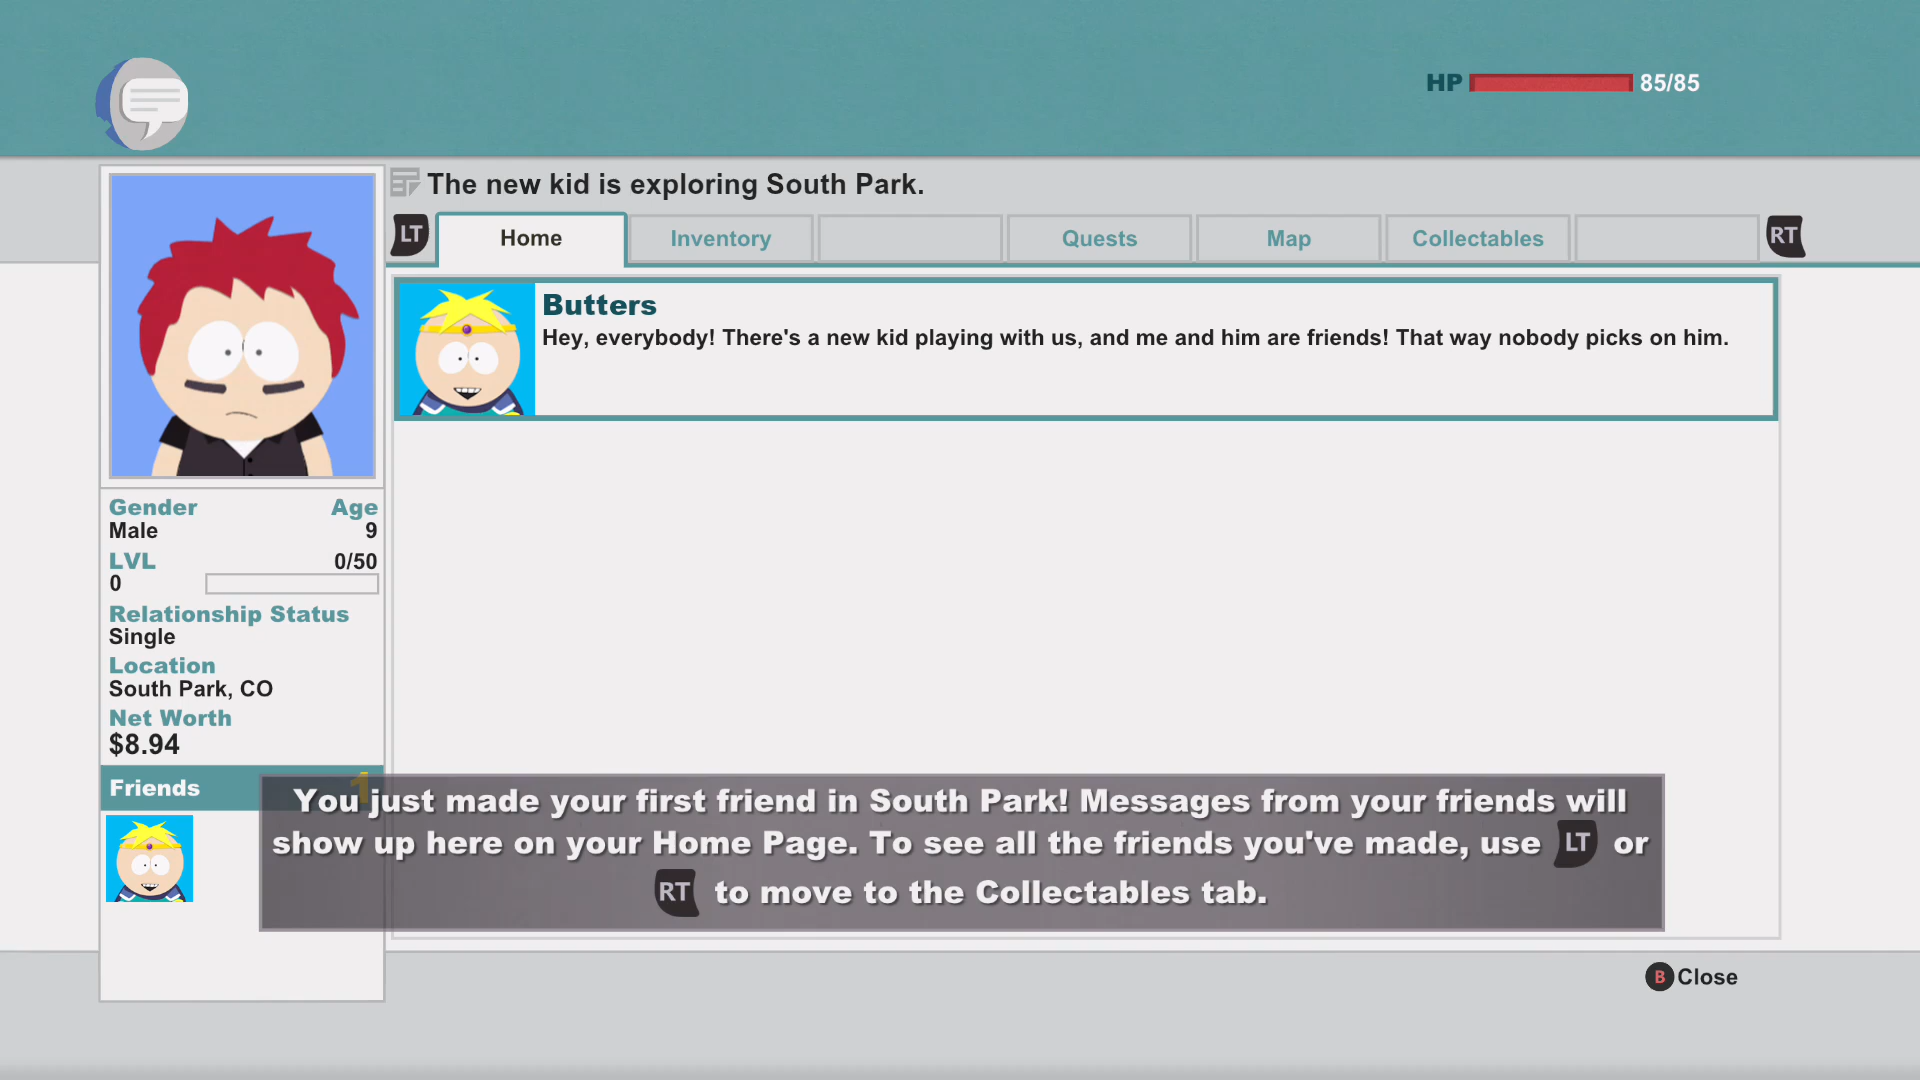 HP 85/85
The new kid is exploring South Park.
LT Home Inventory Quests Map Collectables RT
Butters
Hey, everybody! There's a new kid playing with us, and me and him are friends! That way nobody picks on him.
Gender Age
Male 9
LVL 0/50
0
Relationship Status
Single
Location
South Park, CO
Net Worth
$8.94
Friends 1
You just made your first friend in South Park! Messages from your friends will
show up here on your Home Page. To see all the friends you've made, use LT or
RT to move to the Collectables tab.
B Close